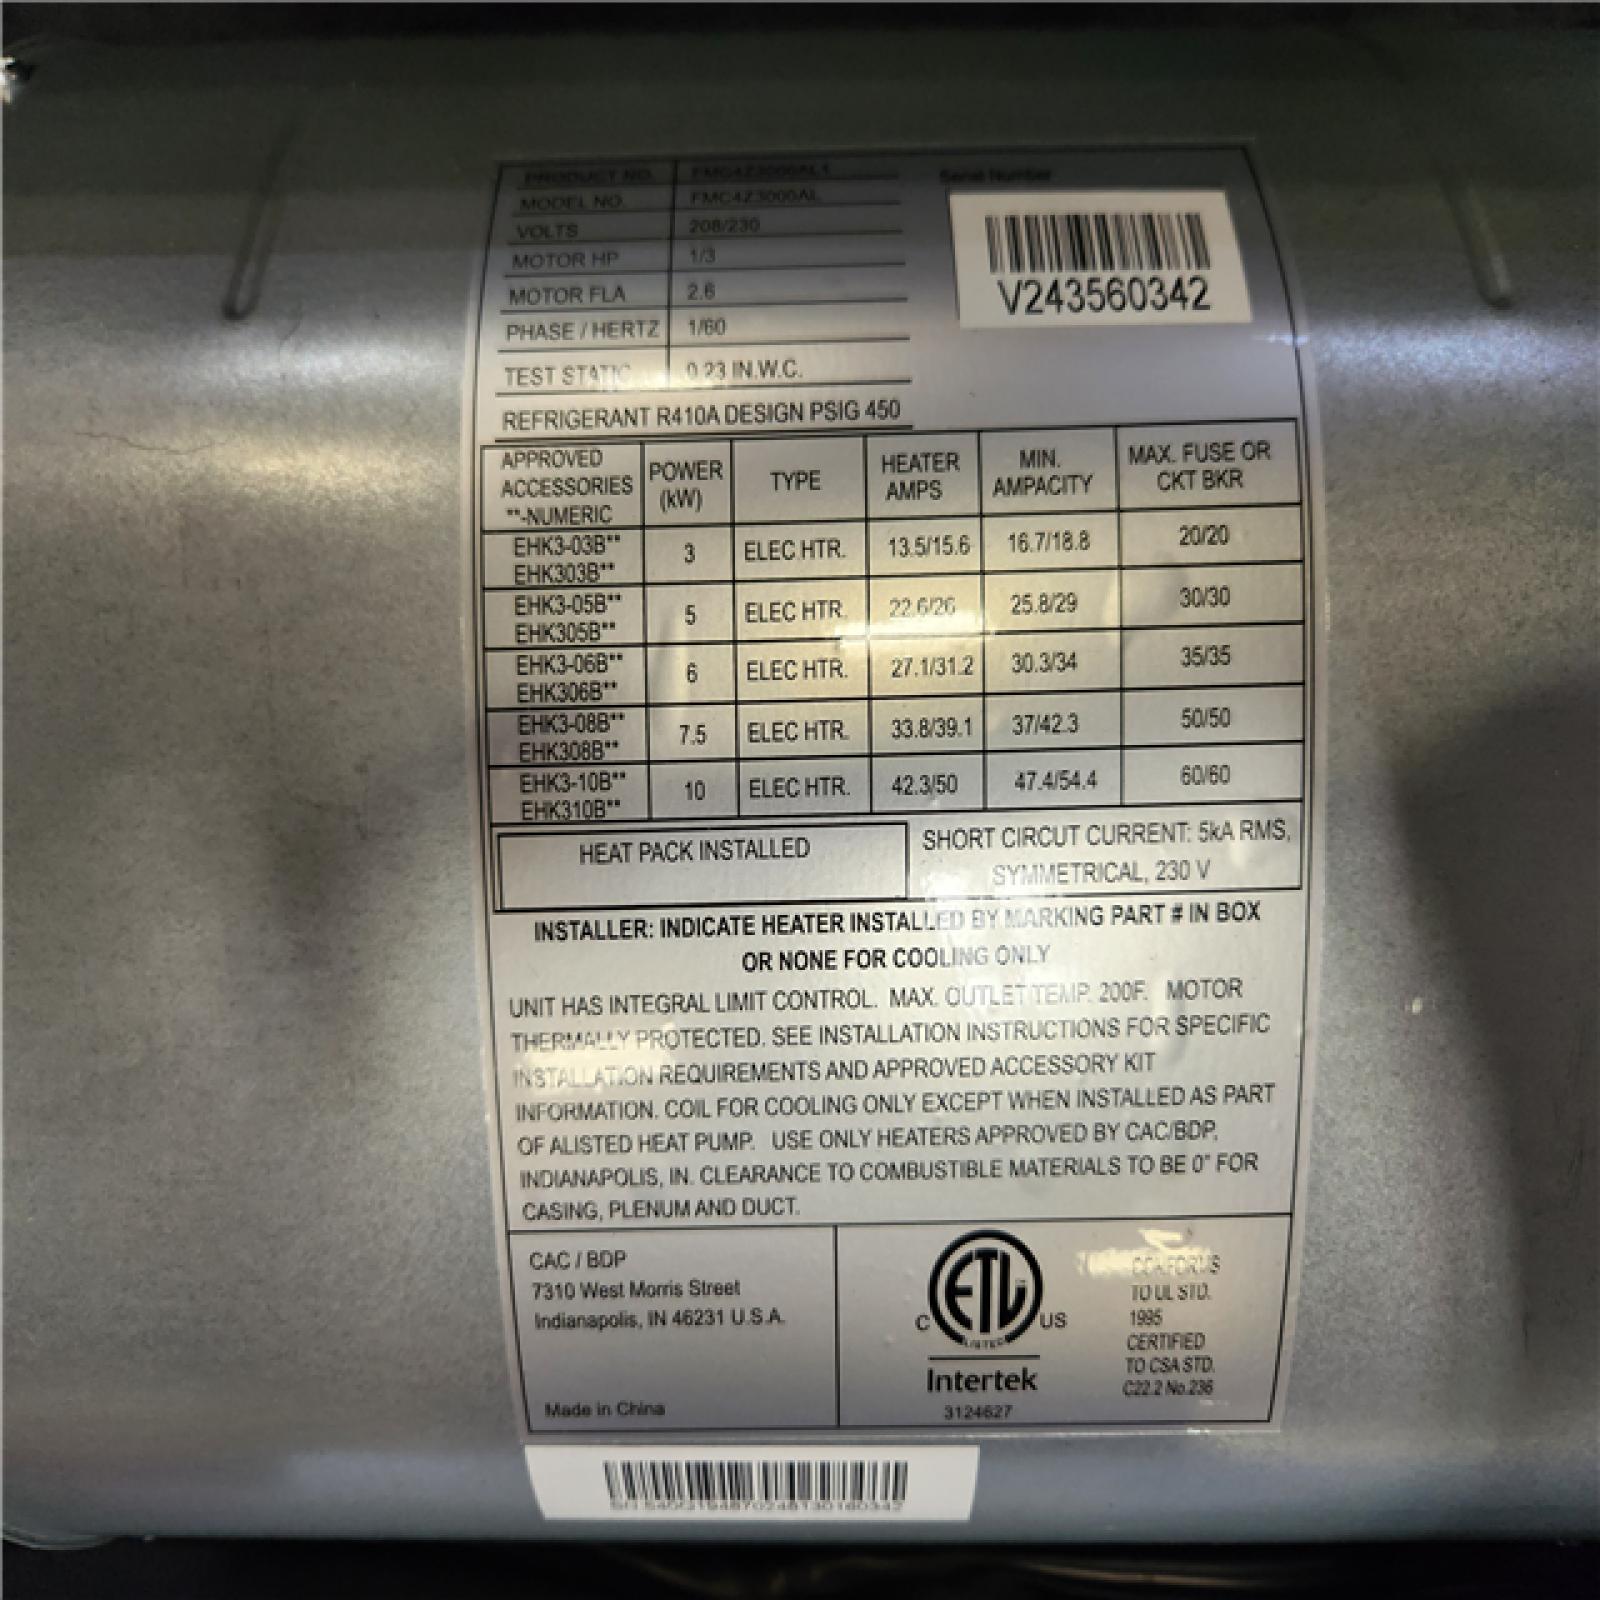 PRODUCT NO. FMC4Z3000AL1
MODEL NO. FMC4Z3000AL
VOLTS 208/230
MOTOR HP 1/3
MOTOR FLA 2.6
PHASE / HERTZ 1/60
TEST STATIC 0.23 IN.W.C.
REFRIGERANT R410A DESIGN PSIG 450
Serial Number
V243560342
APPROVED ACCESSORIES **-NUMERIC POWER (kW) TYPE HEATER AMPS MIN. AMPACITY MAX. FUSE OR CKT BKR
EHK3-03B** EHK303B** 3 ELEC HTR. 13.5/15.6 16.7/18.8 20/20
EHK3-05B** EHK305B** 5 ELEC HTR. 22.6/26 25.8/29 30/30
EHK3-06B** EHK306B** 6 ELEC HTR. 27.1/31.2 30.3/34 35/35
EHK3-08B** EHK308B** 7.5 ELEC HTR. 33.8/39.1 37/42.3 50/50
EHK3-10B** EHK310B** 10 ELEC HTR. 42.3/50 47.4/54.4 60/60
HEAT PACK INSTALLED
SHORT CIRCUT CURRENT: 5kA RMS,
SYMMETRICAL, 230 V
INSTALLER: INDICATE HEATER INSTALLED BY MARKING PART # IN BOX
OR NONE FOR COOLING ONLY
UNIT HAS INTEGRAL LIMIT CONTROL. MAX. OUTLET TEMP. 200F. MOTOR
THERMALLY PROTECTED. SEE INSTALLATION INSTRUCTIONS FOR SPECIFIC
INSTALLATION REQUIREMENTS AND APPROVED ACCESSORY KIT
INFORMATION. COIL FOR COOLING ONLY EXCEPT WHEN INSTALLED AS PART
OF ALISTED HEAT PUMP. USE ONLY HEATERS APPROVED BY CAC/BDP,
INDIANAPOLIS, IN. CLEARANCE TO COMBUSTIBLE MATERIALS TO BE 0" FOR
CASING, PLENUM AND DUCT.
CAC / BDP
7310 West Morris Street
Indianapolis, IN 46231 U.S.A.
Made in China
C ETL US
LISTED
Intertek
3124627
CONFORMS
TO UL STD.
1995
CERTIFIED
TO CSA STD.
C22.2 No.236